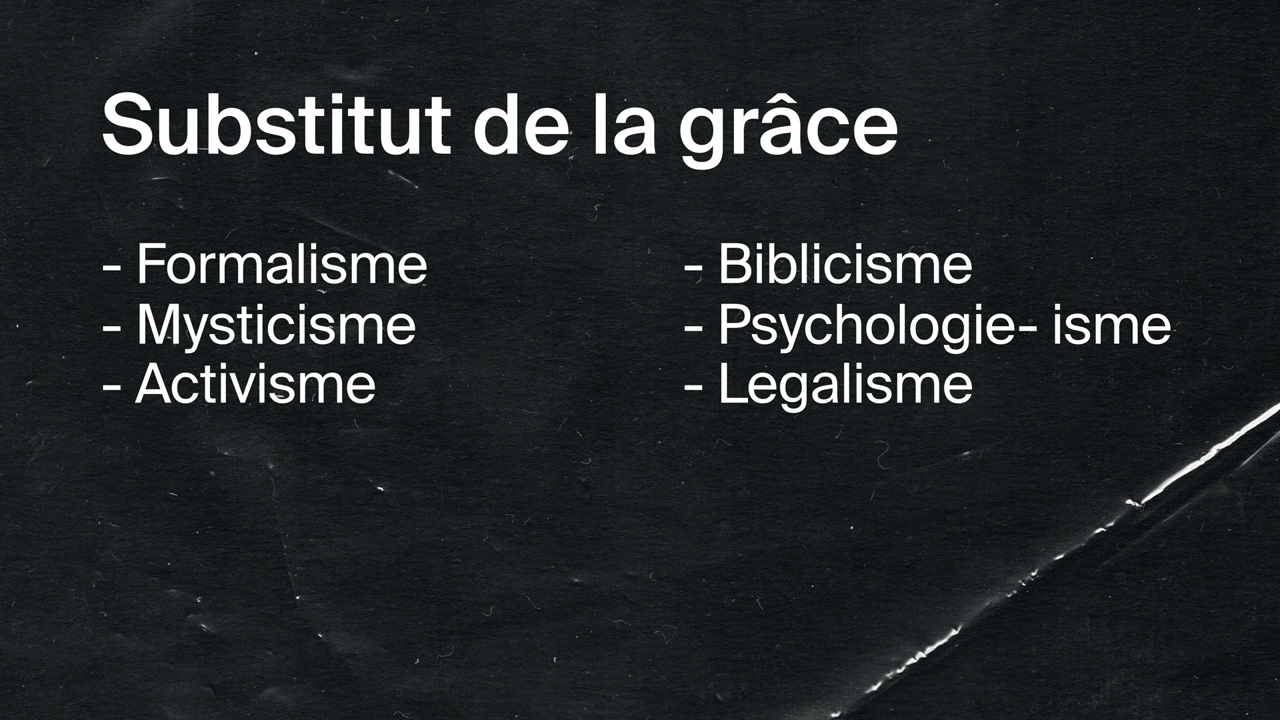 Substitut de la grâce
- Formalisme
- Mysticisme
- Activisme
- Biblicisme
- Psychologie- isme
- Legalisme